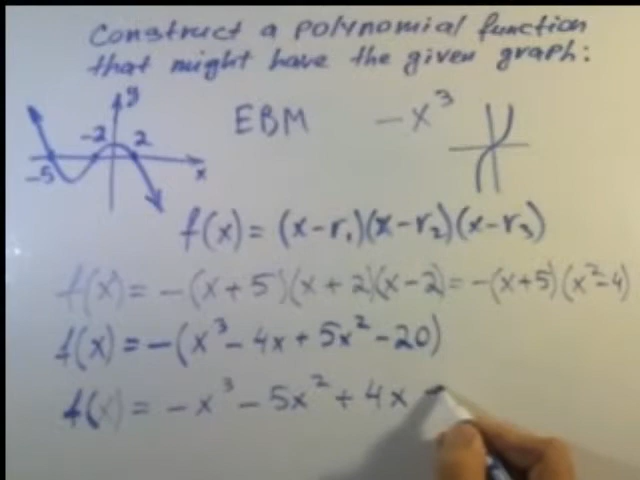 Construct a polynomial function
that might have the given graph:
y
-2 2
-5 x
EBM -x³
f(x) = (x-r₁)(x-r₂)(x-r₃)
f(x) = -(x+5)(x+2)(x-2) = -(x+5)(x²-4)
f(x) = -(x³-4x+5x²-20)
f(x) = -x³-5x²+4x